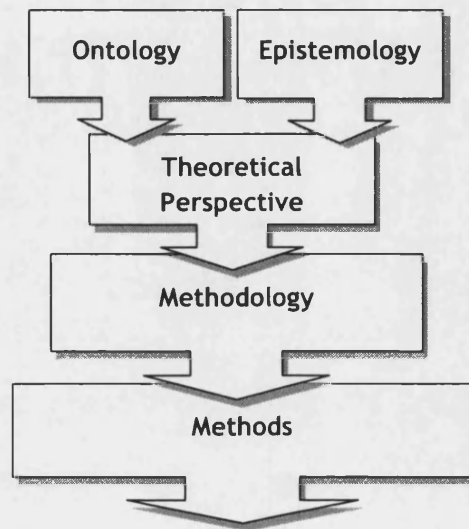 Ontology
Epistemology
Theoretical
Perspective
Methodology
Methods